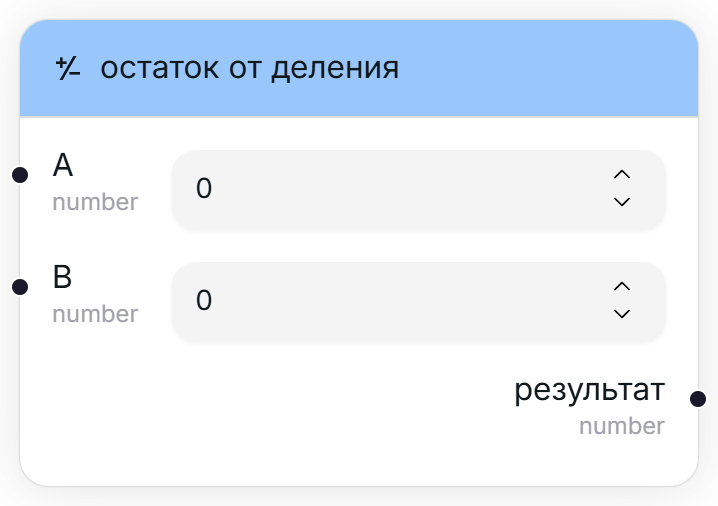 остаток от деления
A
number
0
B
number
0
результат
number